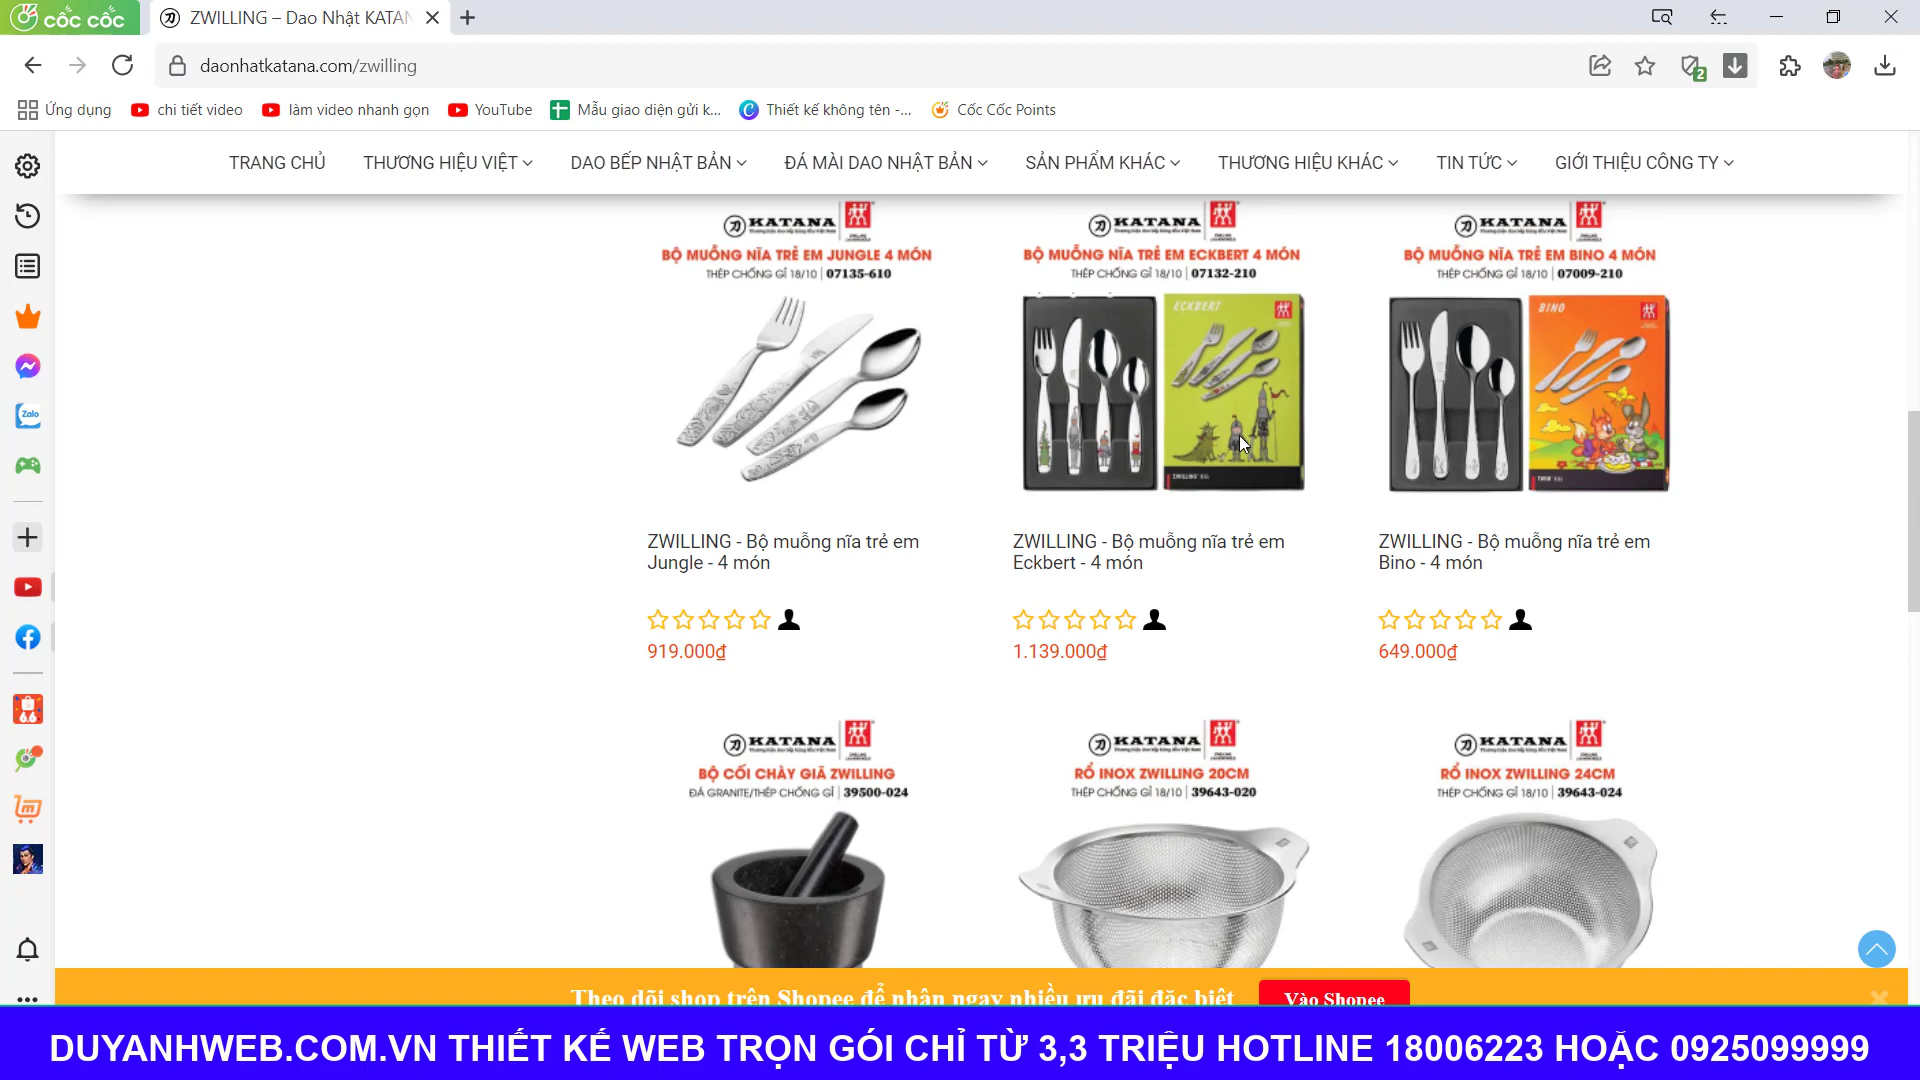 cốc cốc
ZWILLING – Dao Nhật KATAN
daonhatkatana.com/zwilling
2
Ứng dụng
chi tiết video
làm video nhanh gọn
YouTube
Mẫu giao diện gửi k...
Thiết kế không tên -...
Cốc Cốc Points
TRANG CHỦ
THƯƠNG HIỆU VIỆT
DAO BẾP NHẬT BẢN
ĐÁ MÀI DAO NHẬT BẢN
SẢN PHẨM KHÁC
THƯƠNG HIỆU KHÁC
TIN TỨC
GIỚI THIỆU CÔNG TY
Zalo
6.6
KATANA
BỘ MUỖNG NĨA TRẺ EM JUNGLE 4 MÓN
THÉP CHỐNG GỈ 18/10 | 07135-610
KATANA
BỘ MUỖNG NĨA TRẺ EM ECKBERT 4 MÓN
THÉP CHỐNG GỈ 18/10 | 07132-210
ECKBERT
KATANA
BỘ MUỖNG NĨA TRẺ EM BINO 4 MÓN
THÉP CHỐNG GỈ 18/10 | 07009-210
BINO
ZWILLING - Bộ muỗng nĩa trẻ em
Jungle - 4 món
919.000₫
ZWILLING - Bộ muỗng nĩa trẻ em
Eckbert - 4 món
1.139.000₫
ZWILLING - Bộ muỗng nĩa trẻ em
Bino - 4 món
649.000₫
KATANA
BỘ CỐI CHÀY GIÃ ZWILLING
ĐÁ GRANITE/THÉP CHỐNG GỈ | 39500-024
KATANA
RỔ INOX ZWILLING 20CM
THÉP CHỐNG GỈ 18/10 | 39643-020
KATANA
RỔ INOX ZWILLING 24CM
THÉP CHỐNG GỈ 18/10 | 39643-024
Theo dõi shop trên Shopee để nhận ngay nhiều ưu đãi đặc biệt
Vào Shopee
DUYANHWEB.COM.VN THIẾT KẾ WEB TRỌN GÓI CHỈ TỪ 3,3 TRIỆU HOTLINE 18006223 HOẶC 0925099999